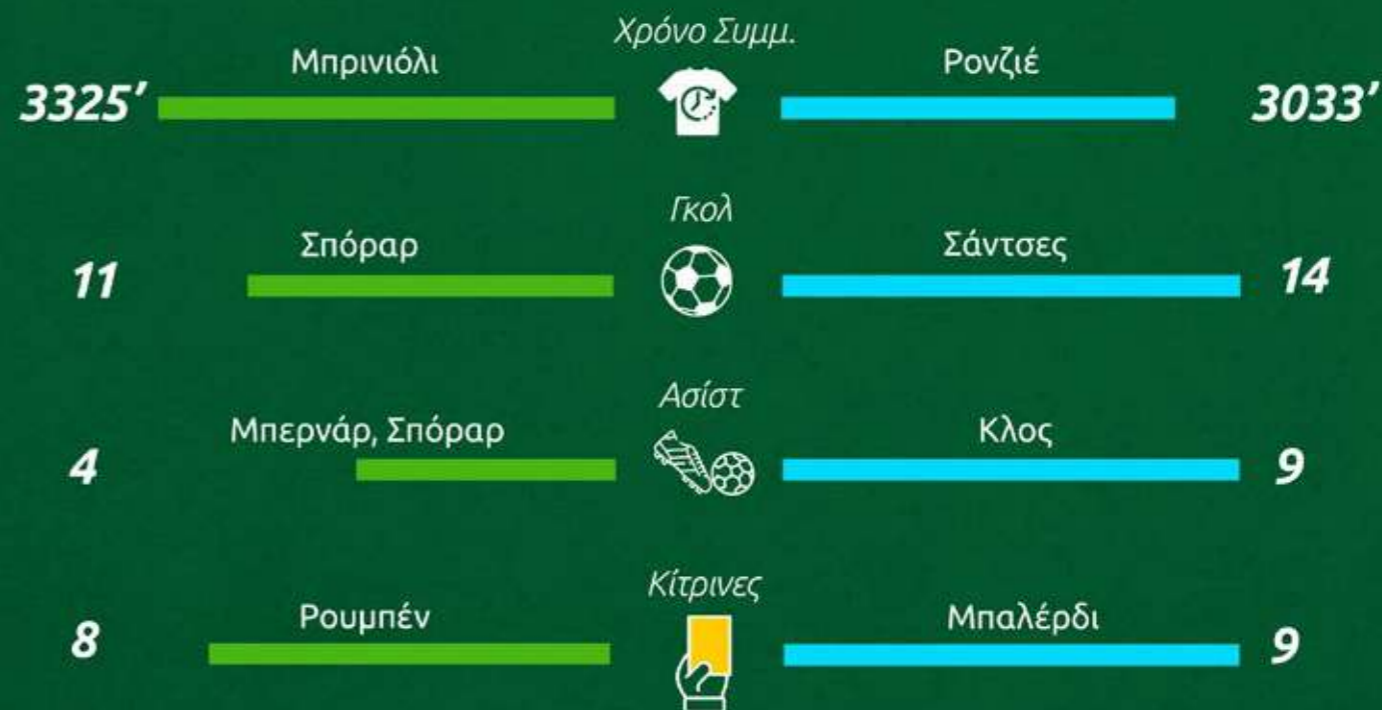 Χρόνο Συμμ.
Μπρινιόλι
Ρονζιέ
3325’
3033’
Γκολ
Σπόραρ
Σάντσες
11
14
Ασίστ
Μπερνάρ, Σπόραρ
Κλος
4
9
Κίτρινες
Ρουμπέν
Μπαλέρδι
8
9